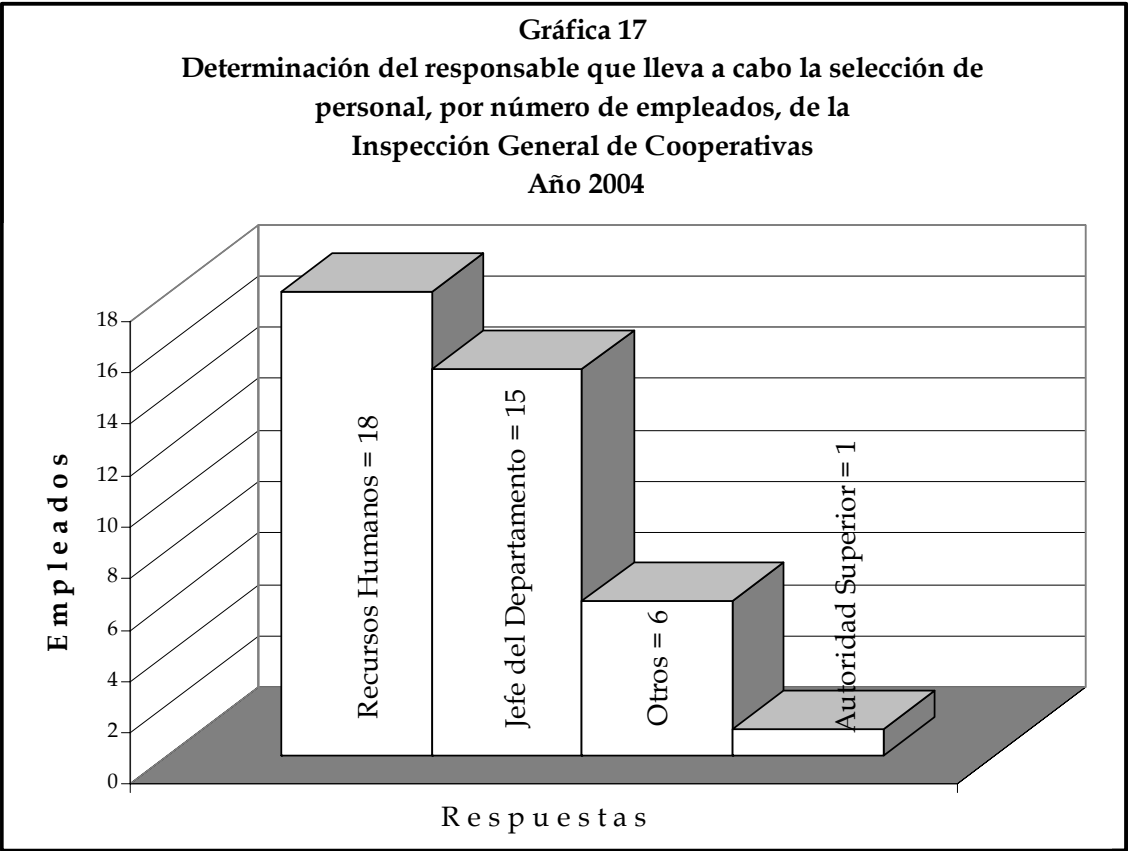 Gráfica 17
Determinación del responsable que lleva a cabo la selección de
personal, por número de empleados, de la
Inspección General de Cooperativas
Año 2004
18
16
14
12
10
8
6
4
2
0
Empleados
Recursos Humanos = 18
Jefe del Departamento = 15
Otros = 6
Autoridad Superior = 1
Respuestas